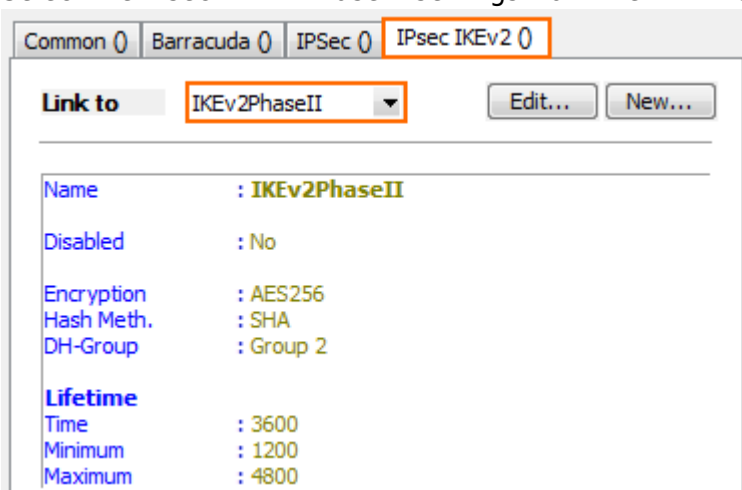 Common () Barracuda () IPSec () IPsec IKEv2 ()
Link to IKEv2PhaseII Edit... New...
Name : IKEv2PhaseII
Disabled : No
Encryption : AES256
Hash Meth. : SHA
DH-Group : Group 2
Lifetime
Time : 3600
Minimum : 1200
Maximum : 4800